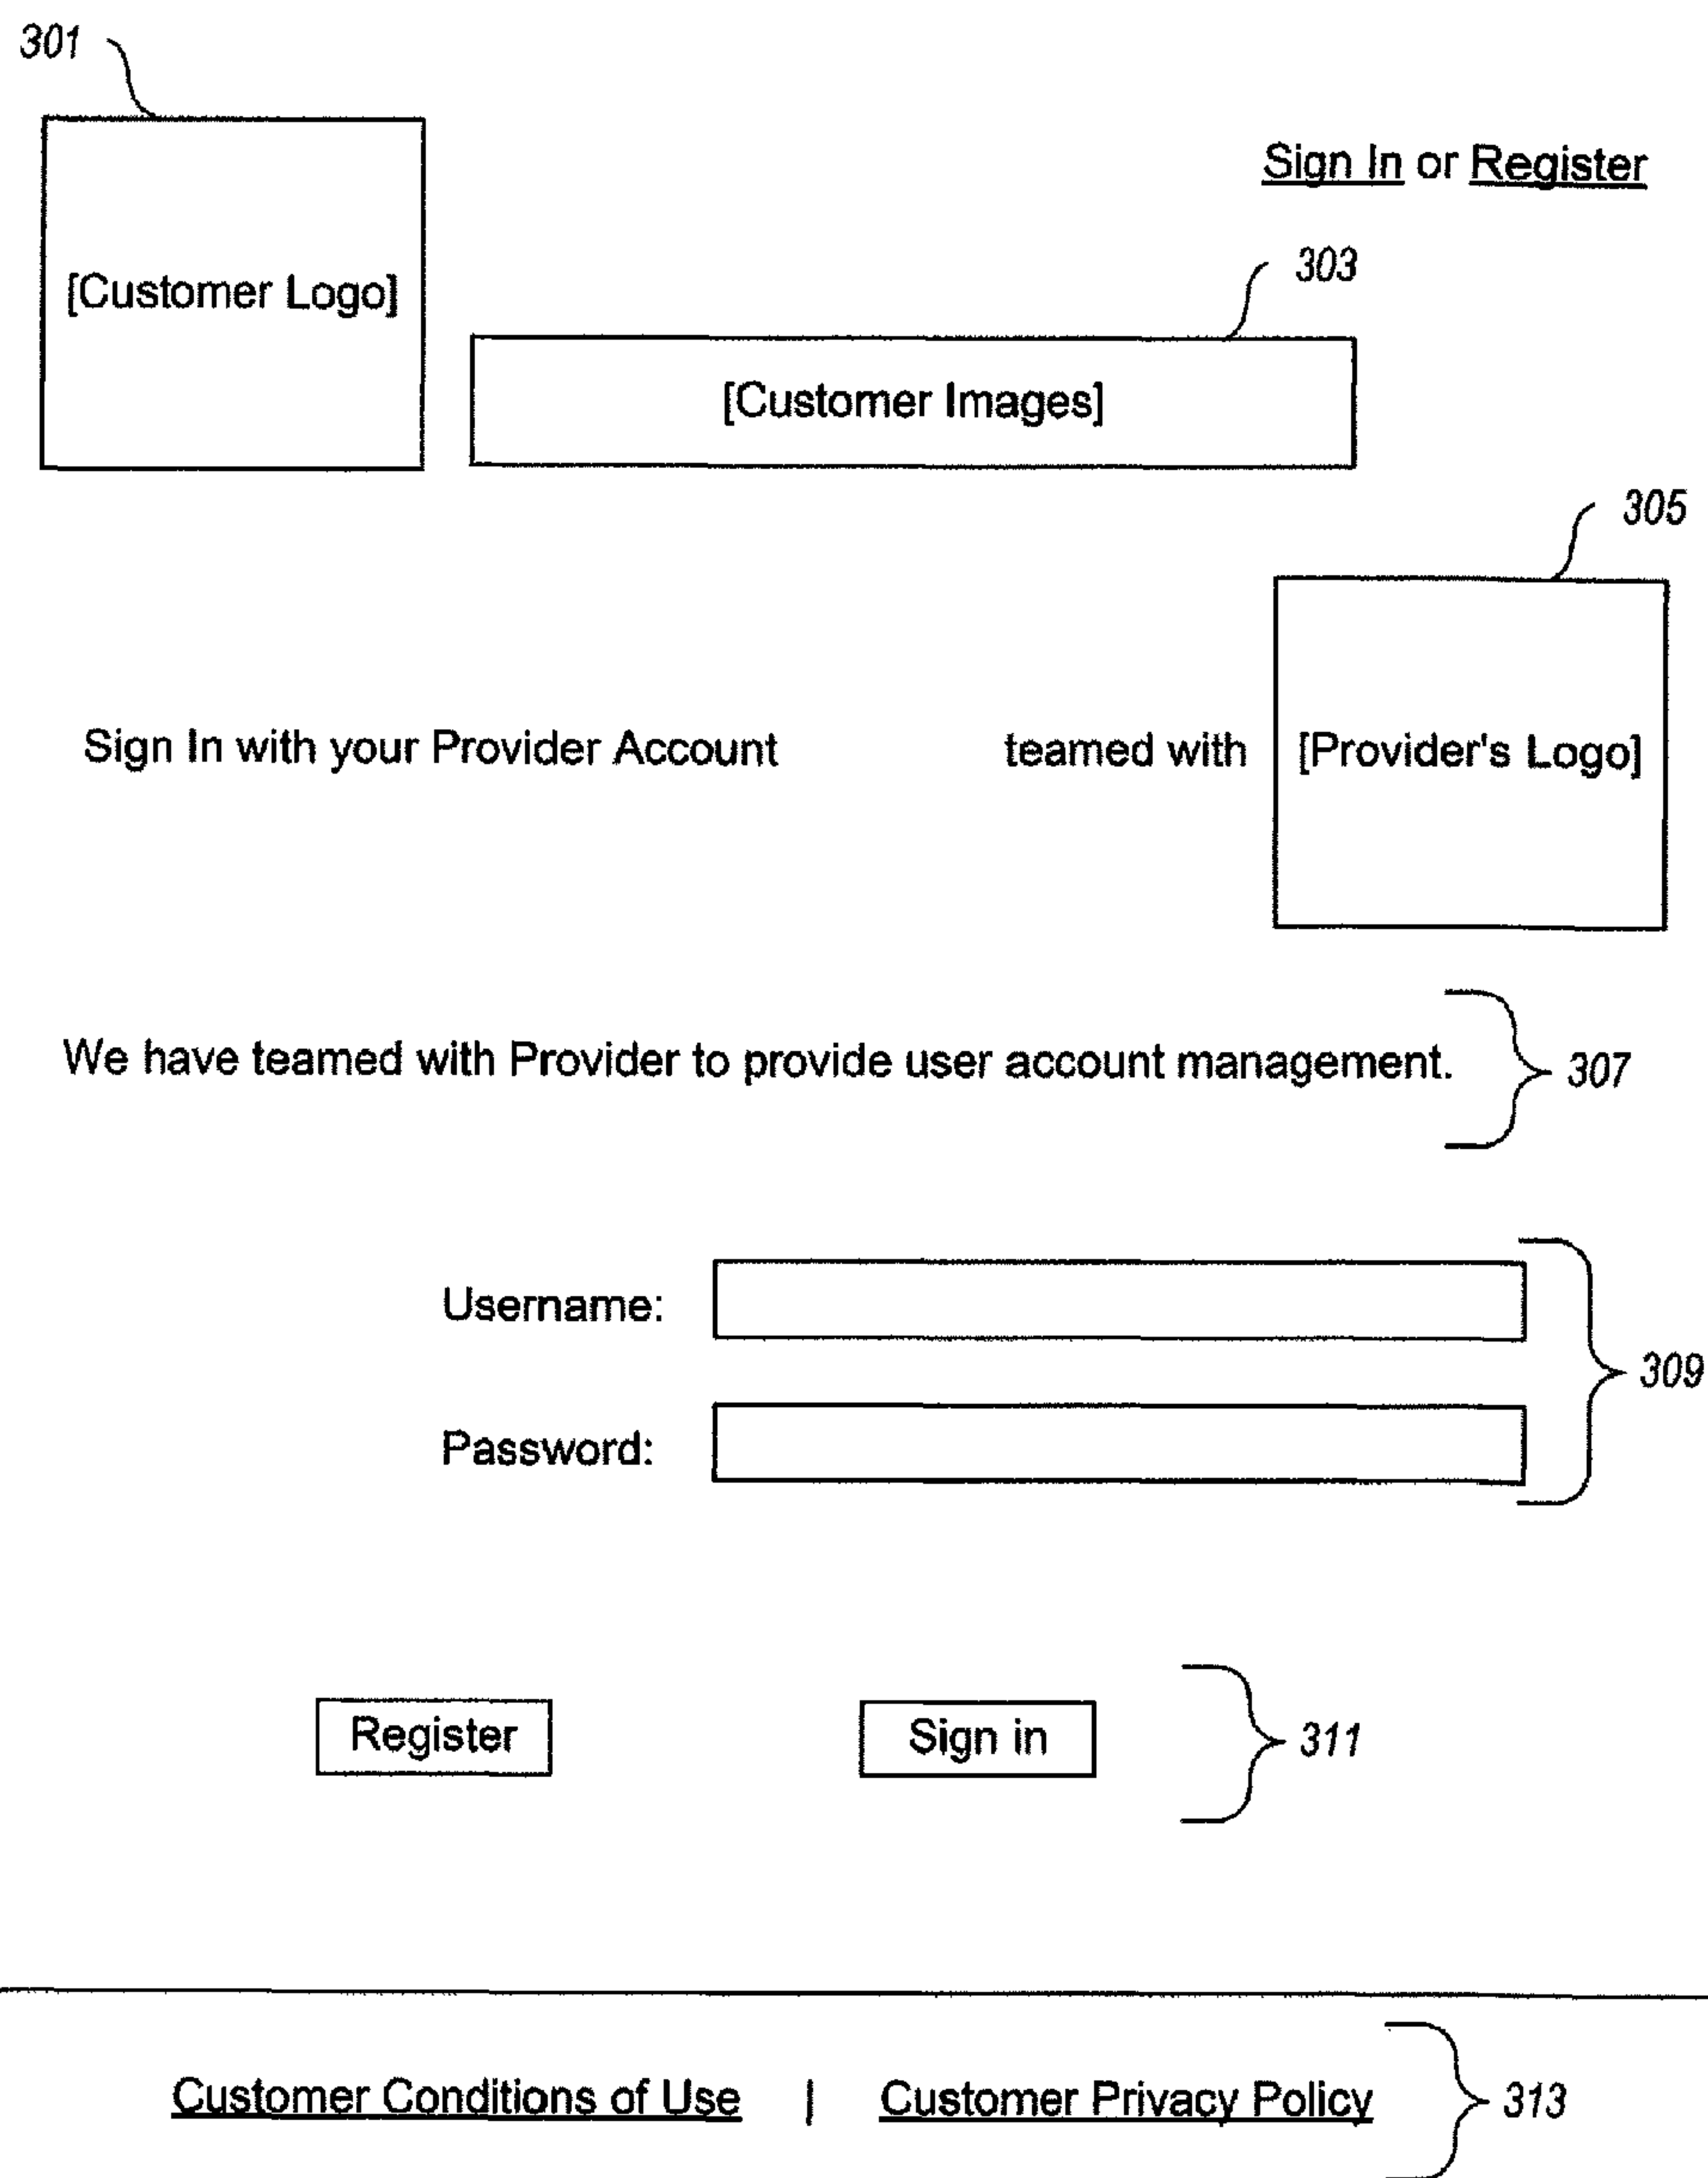 301
Sign In or Register
[Customer Logo]
303
[Customer Images]
305
Sign In with your Provider Account teamed with [Provider's Logo]
We have teamed with Provider to provide user account management.
307
Username:
309
Password:
Register Sign in
311
Customer Conditions of Use | Customer Privacy Policy
313